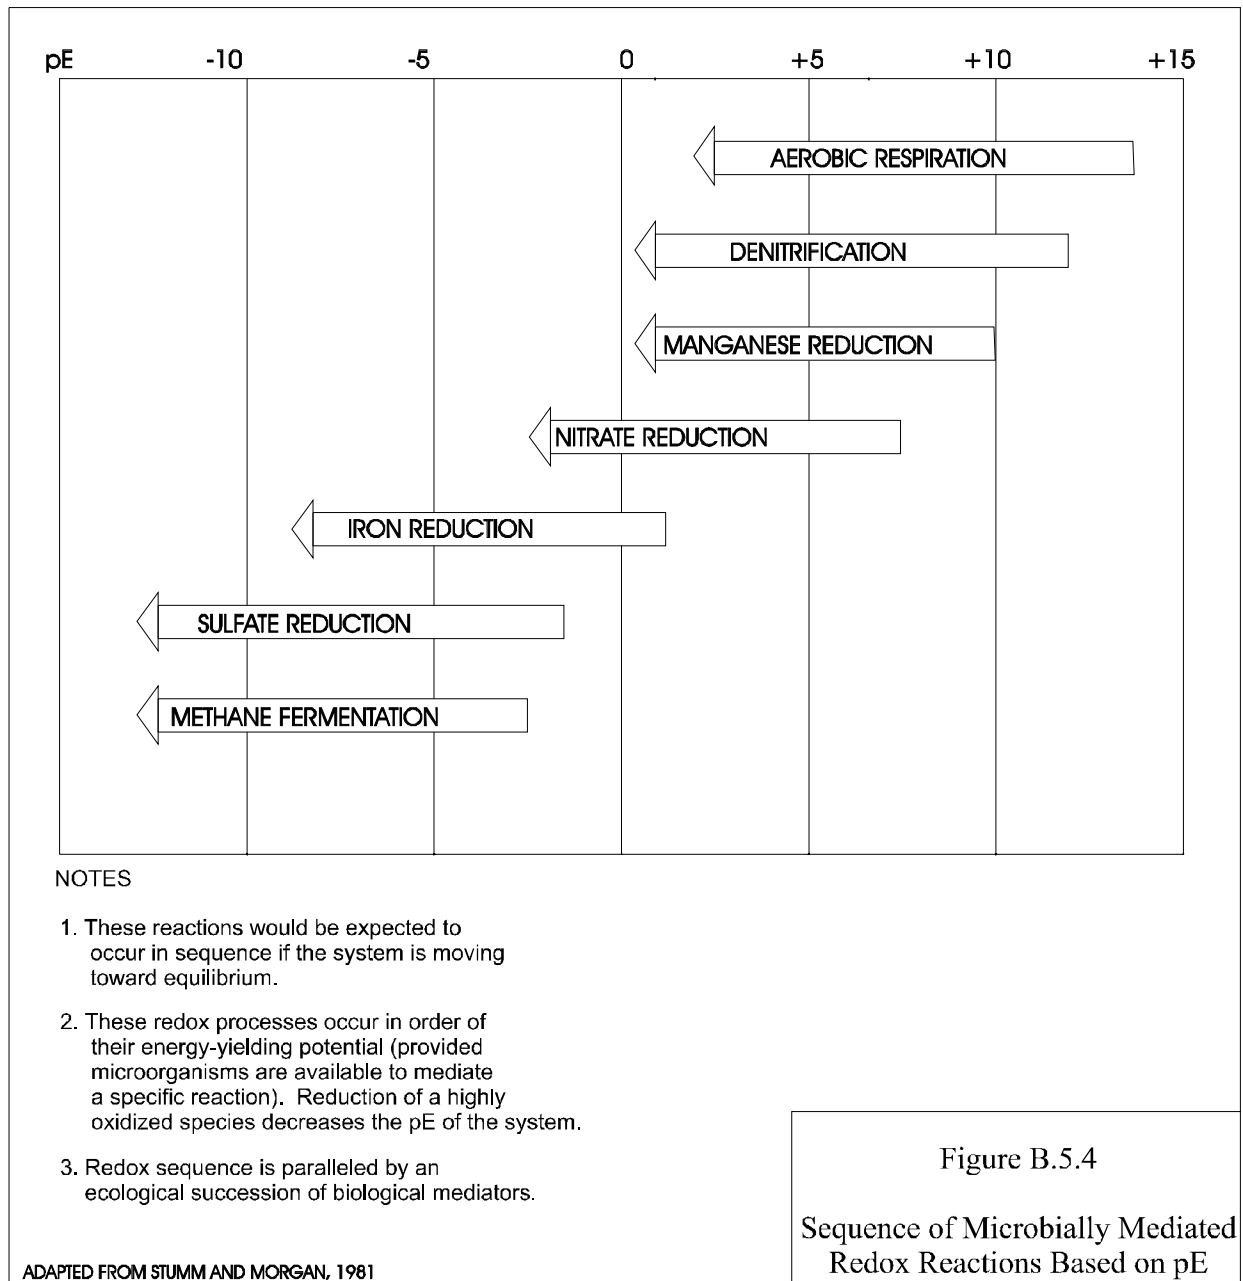 pE -10 -5 0 +5 +10 +15
AEROBIC RESPIRATION
DENITRIFICATION
MANGANESE REDUCTION
NITRATE REDUCTION
IRON REDUCTION
SULFATE REDUCTION
METHANE FERMENTATION
NOTES
1. These reactions would be expected to
occur in sequence if the system is moving
toward equilibrium.
2. These redox processes occur in order of
their energy-yielding potential (provided
microorganisms are available to mediate
a specific reaction). Reduction of a highly
oxidized species decreases the pE of the system.
3. Redox sequence is paralleled by an
ecological succession of biological mediators.
ADAPTED FROM STUMM AND MORGAN, 1981
Figure B.5.4
Sequence of Microbially Mediated
Redox Reactions Based on pE